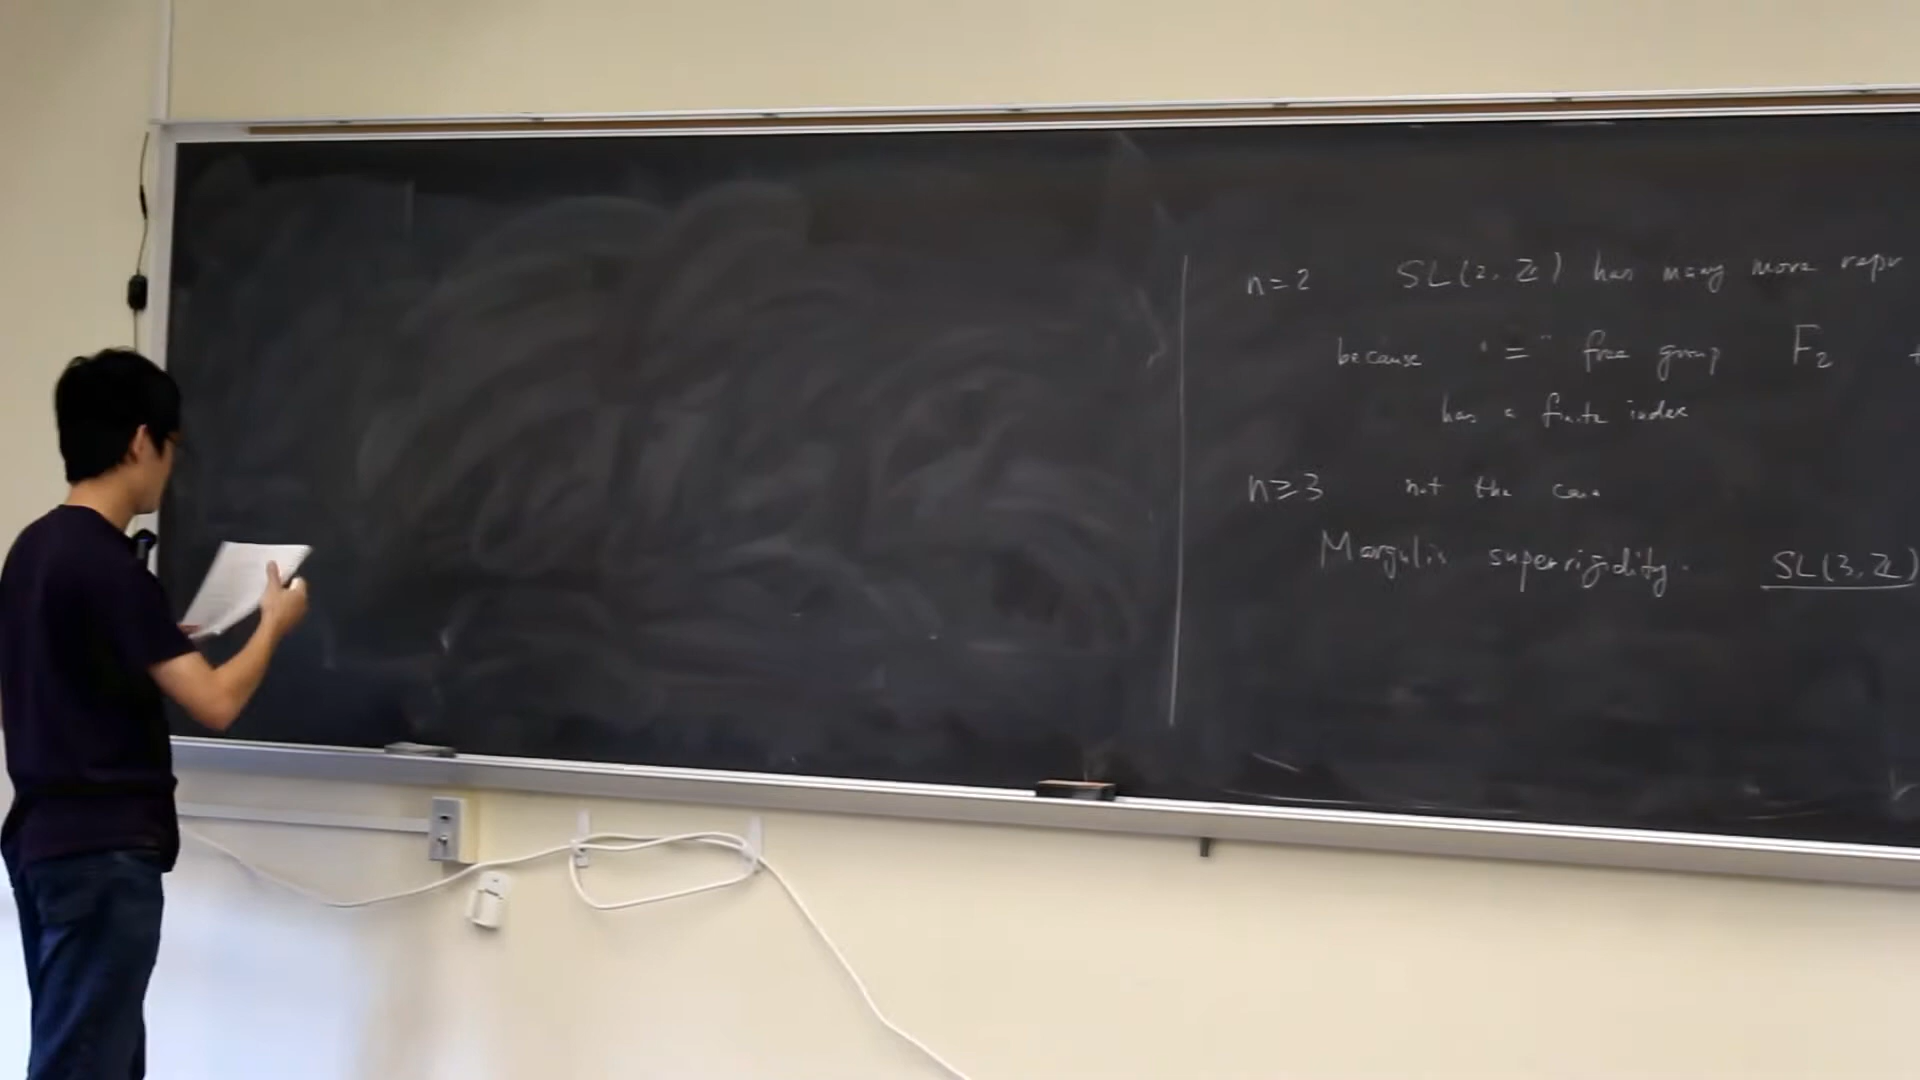 n=2 SL(2, ℤ) has many more repr
because "=" free group F₂
has a finite index
n≥3 not the case
Margulis superrigidity. SL(3, ℤ)